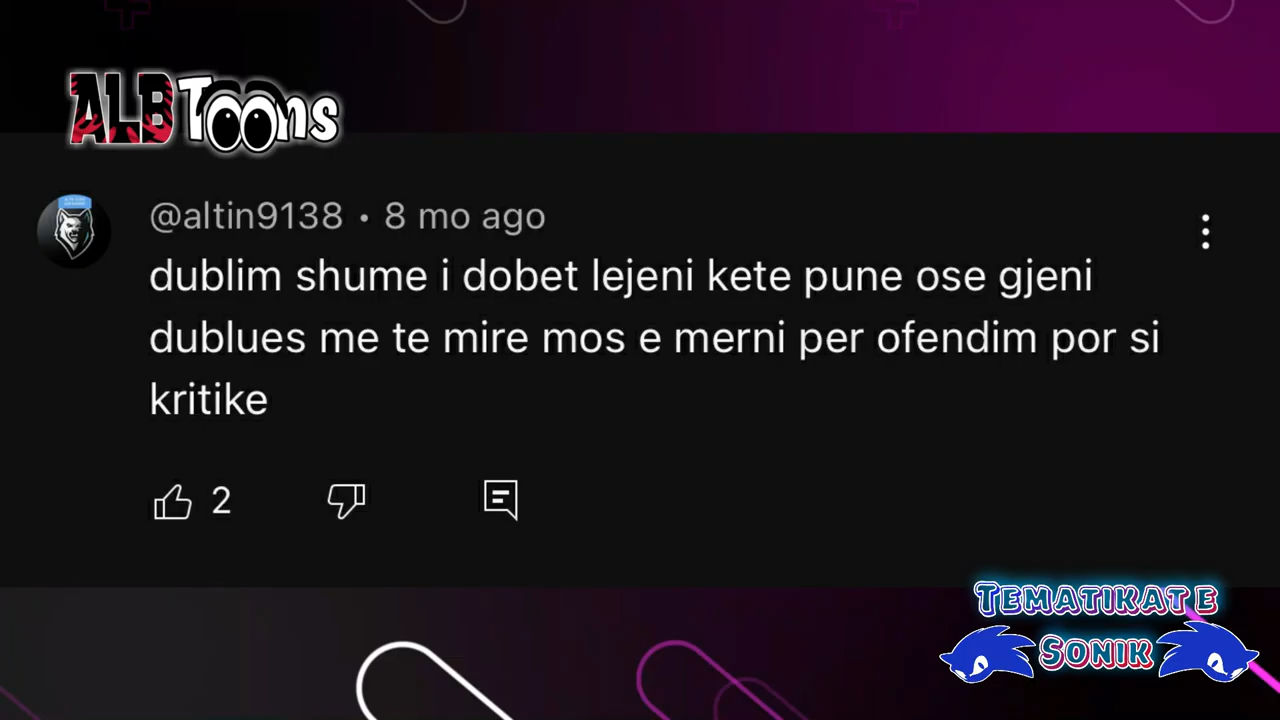 ALBToons
@altin9138 • 8 mo ago
dublim shume i dobet lejeni kete pune ose gjeni
dublues me te mire mos e merni per ofendim por si
kritike
2
TEMATIKAT E
SONIK